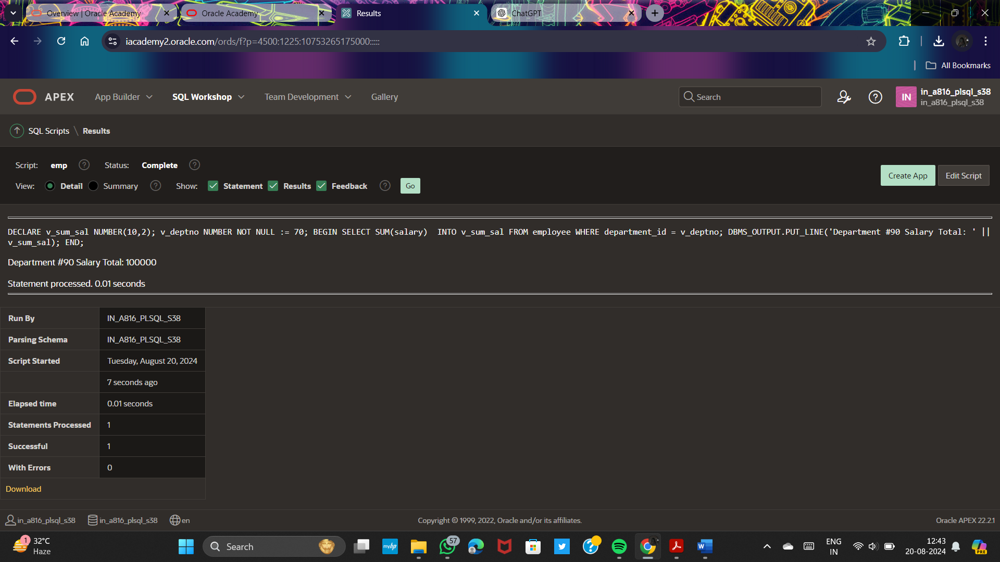 Overview | Oracle Academy
Oracle Academy
Results
ChatGPT
iacademy2.oracle.com/ords/f?p=4500:1225:10753265175000:::::
All Bookmarks
APEX
App Builder
SQL Workshop
Team Development
Gallery
Search
IN
in_a816_plsql_s38
in_a816_plsql_s38
SQL Scripts \ Results
Script: emp ? Status: Complete ?
View: Detail Summary ? Show: Statement Results Feedback ? Go
Create App
Edit Script
DECLARE v_sum_sal NUMBER(10,2); v_deptno NUMBER NOT NULL := 70; BEGIN SELECT SUM(salary)  INTO v_sum_sal FROM employee WHERE department_id = v_deptno; DBMS_OUTPUT.PUT_LINE('Department #90 Salary Total: ' ||
v_sum_sal); END;
Department #90 Salary Total: 100000
Statement processed. 0.01 seconds
Run By IN_A816_PLSQL_S38
Parsing Schema IN_A816_PLSQL_S38
Script Started Tuesday, August 20, 2024
7 seconds ago
Elapsed time 0.01 seconds
Statements Processed 1
Successful 1
With Errors 0
Download
in_a816_plsql_s38 in_a816_plsql_s38 en
Copyright © 1999, 2022, Oracle and/or its affiliates.
Oracle APEX 22.2.1
1
32°C
Haze
Search
myhp
57
?
W
ENG
IN
12:43
20-08-2024
PRE